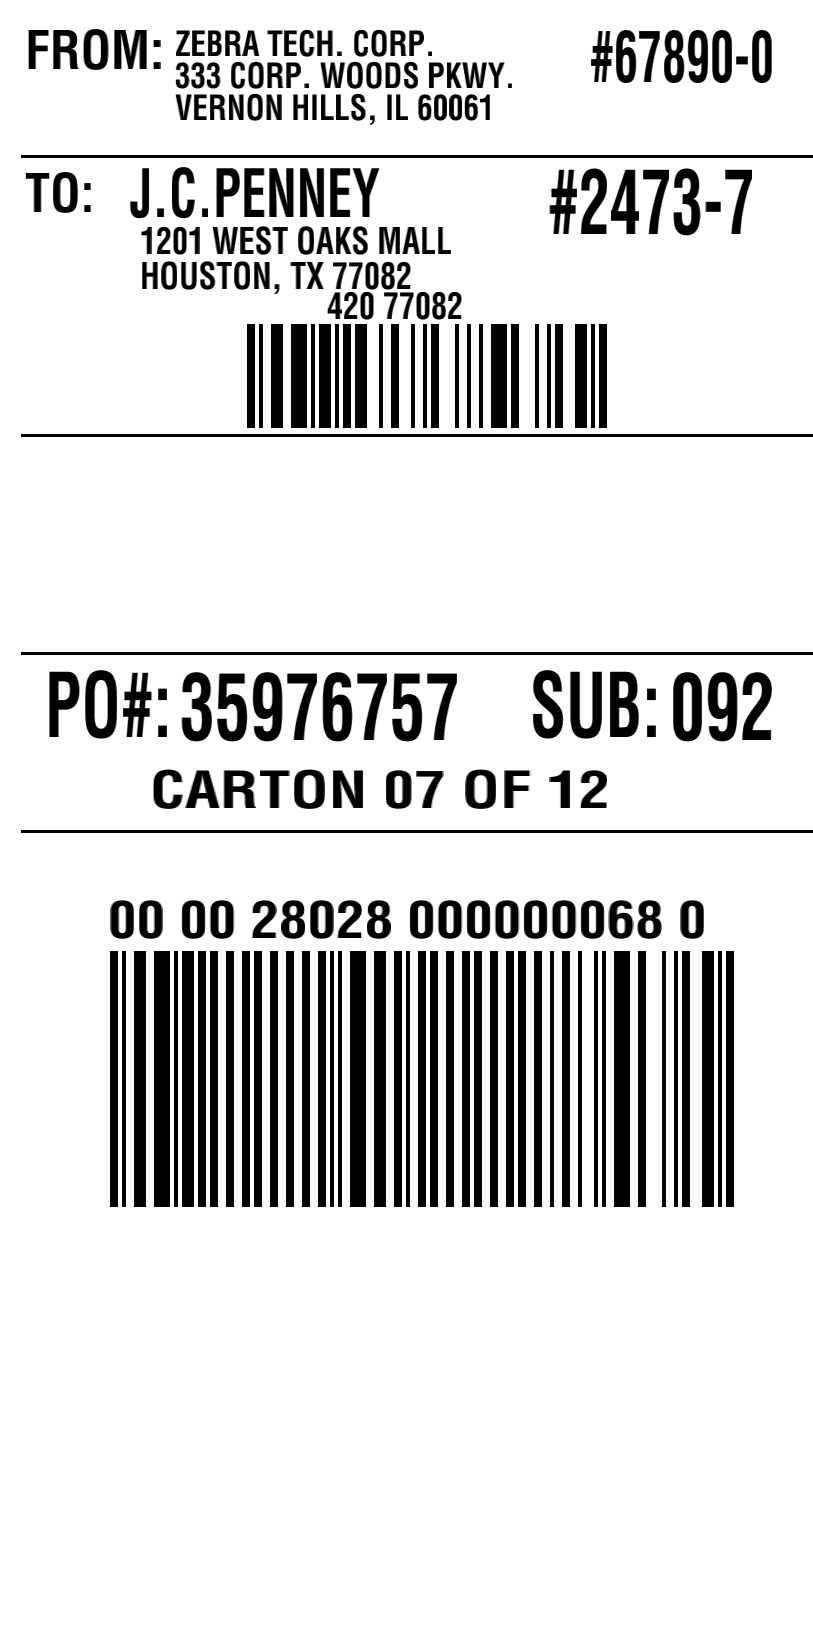 FROM: ZEBRA TECH. CORP. #67890-0
333 CORP. WOODS PKWY.
VERNON HILLS, IL 60061
TO: J.C.PENNEY #2473-7
1201 WEST OAKS MALL
HOUSTON, TX 77082
420 77082
PO#: 35976757 SUB: 092
CARTON 07 OF 12
00 00 28028 000000068 0